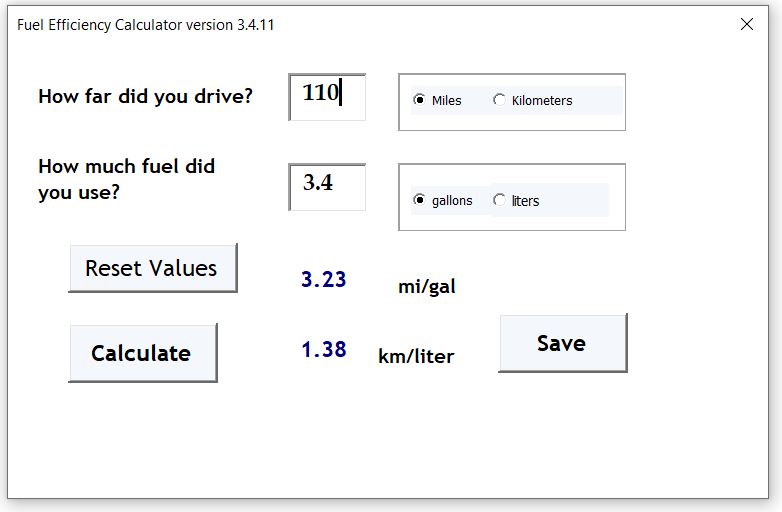 Fuel Efficiency Calculator version 3.4.11
How far did you drive?
110
Miles
Kilometers
How much fuel did
you use?
3.4
gallons
liters
Reset Values
3.23
mi/gal
Calculate
1.38
km/liter
Save